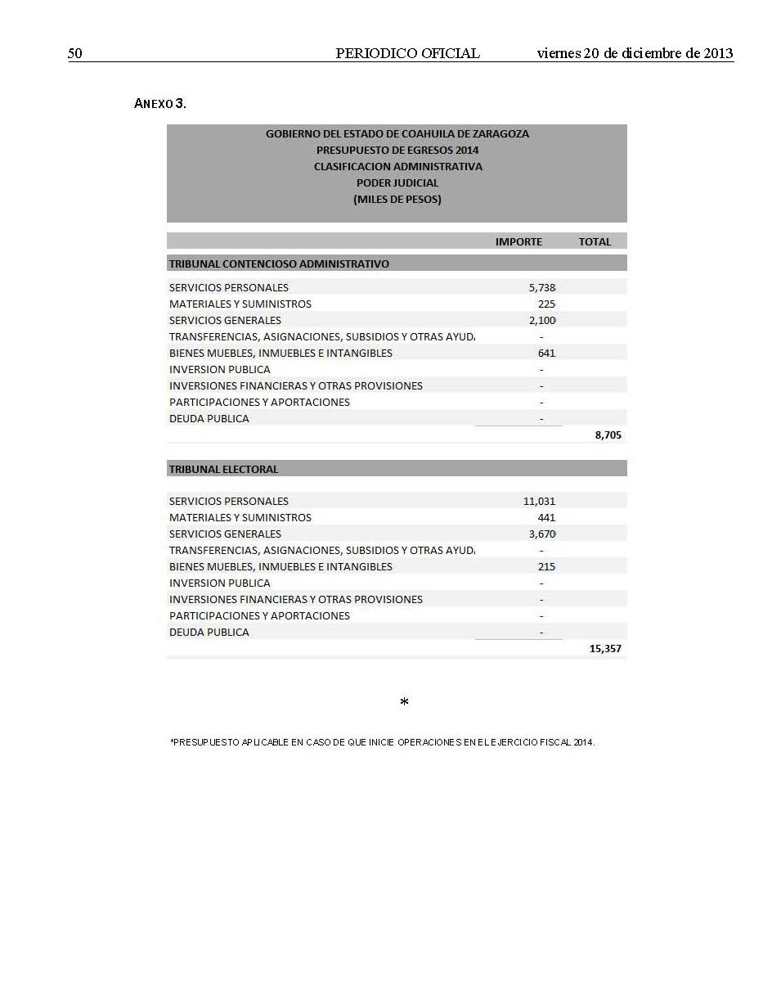 50 PERIODICO OFICIAL viernes 20 de diciembre de 2013
ANEXO 3.
GOBIERNO DEL ESTADO DE COAHUILA DE ZARAGOZA
PRESUPUESTO DE EGRESOS 2014
CLASIFICACION ADMINISTRATIVA
PODER JUDICIAL
(MILES DE PESOS)
IMPORTE TOTAL
TRIBUNAL CONTENCIOSO ADMINISTRATIVO
SERVICIOS PERSONALES 5,738
MATERIALES Y SUMINISTROS 225
SERVICIOS GENERALES 2,100
TRANSFERENCIAS, ASIGNACIONES, SUBSIDIOS Y OTRAS AYUD. -
BIENES MUEBLES, INMUEBLES E INTANGIBLES 641
INVERSION PUBLICA -
INVERSIONES FINANCIERAS Y OTRAS PROVISIONES -
PARTICIPACIONES Y APORTACIONES -
DEUDA PUBLICA -
8,705
TRIBUNAL ELECTORAL
SERVICIOS PERSONALES 11,031
MATERIALES Y SUMINISTROS 441
SERVICIOS GENERALES 3,670
TRANSFERENCIAS, ASIGNACIONES, SUBSIDIOS Y OTRAS AYUD. -
BIENES MUEBLES, INMUEBLES E INTANGIBLES 215
INVERSION PUBLICA -
INVERSIONES FINANCIERAS Y OTRAS PROVISIONES -
PARTICIPACIONES Y APORTACIONES -
DEUDA PUBLICA -
15,357
*
*PRESUPUESTO APLICABLE EN CASO DE QUE INICIE OPERACIONES EN EL EJERCICIO FISCAL 2014.